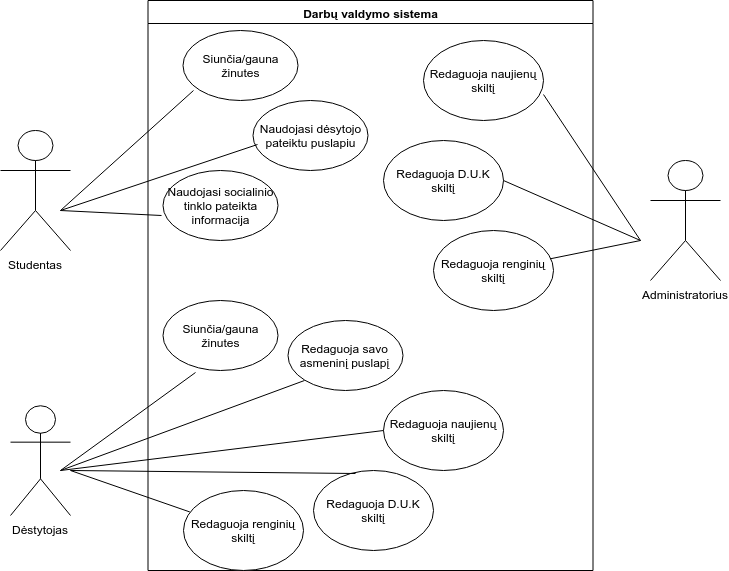 Darbų valdymo sistema
Siunčia/gauna
žinutes
Redaguoja naujienų
skiltį
Naudojasi dėsytojo
pateiktu puslapiu
Redaguoja D.U.K
skiltį
Naudojasi socialinio
tinklo pateikta
informacija
Redaguoja renginių
skiltį
Studentas
Administratorius
Siunčia/gauna
žinutes
Redaguoja savo
asmeninį puslapį
Redaguoja naujienų
skiltį
Redaguoja D.U.K
skiltį
Redaguoja renginių
skiltį
Dėstytojas